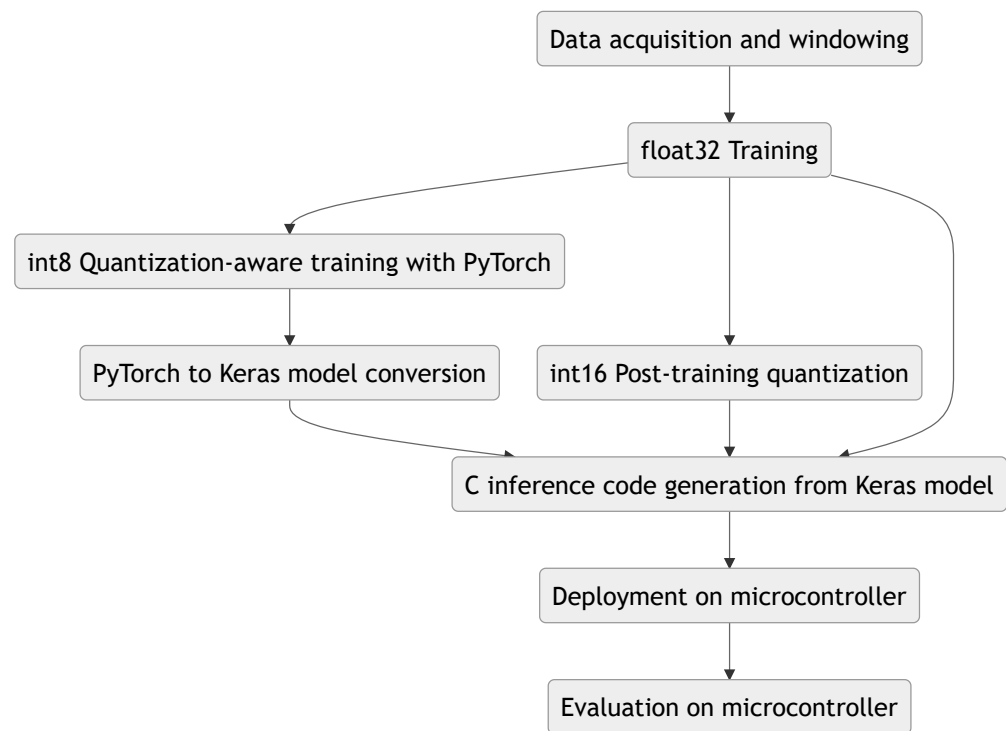 Data acquisition and windowing
float32 Training
int8 Quantization-aware training with PyTorch
PyTorch to Keras model conversion
int16 Post-training quantization
C inference code generation from Keras model
Deployment on microcontroller
Evaluation on microcontroller